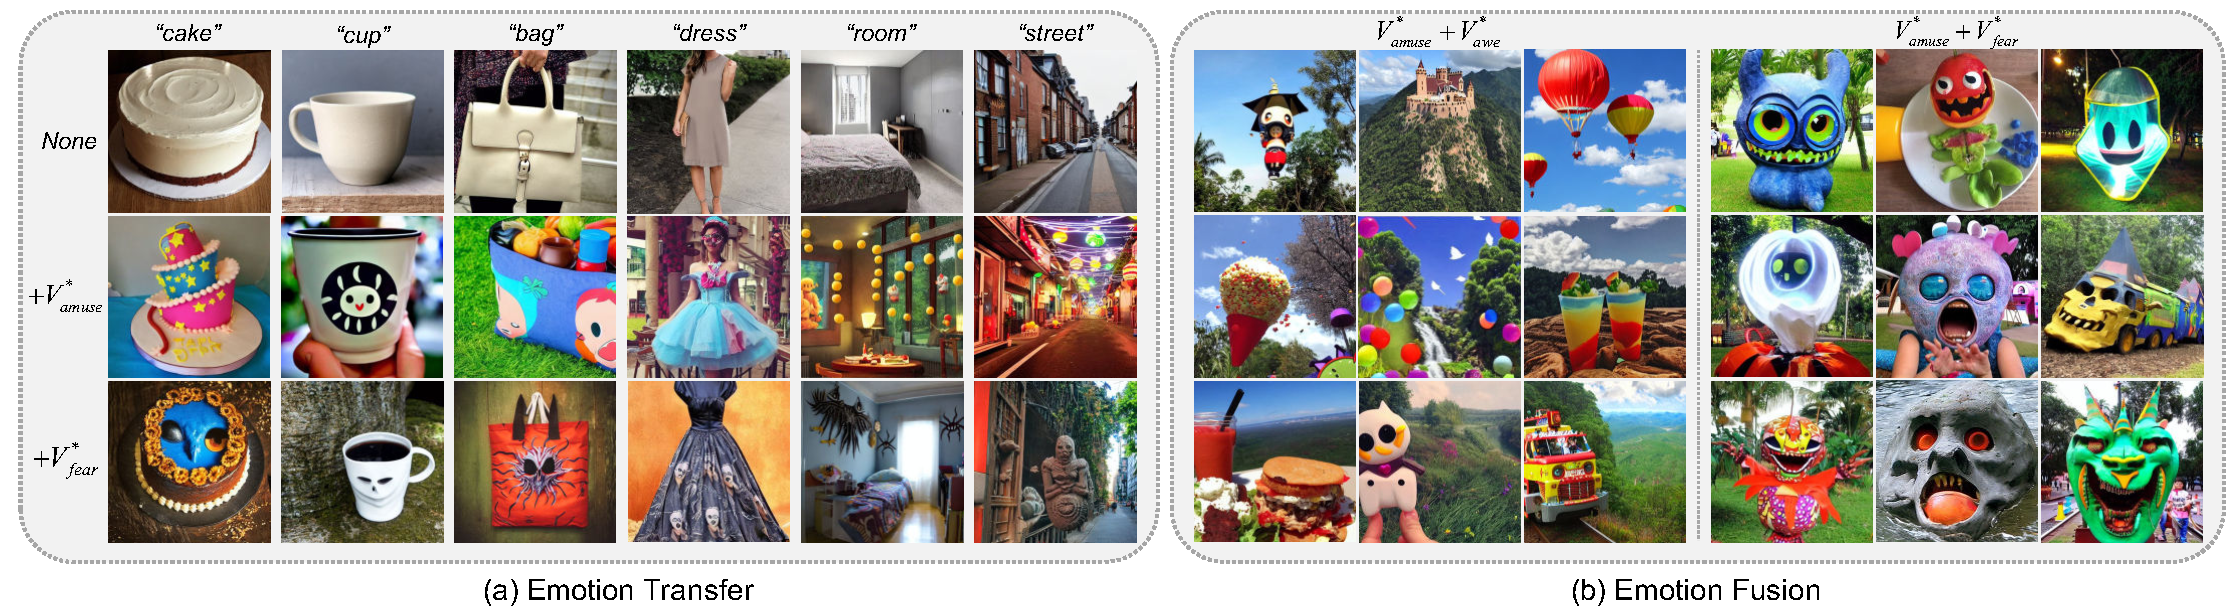 “cake” “cup” “bag” “dress” “room” “street”
None
+V*amuse
+V*fear
(a) Emotion Transfer
V*amuse + V*awe
V*amuse + V*fear
(b) Emotion Fusion